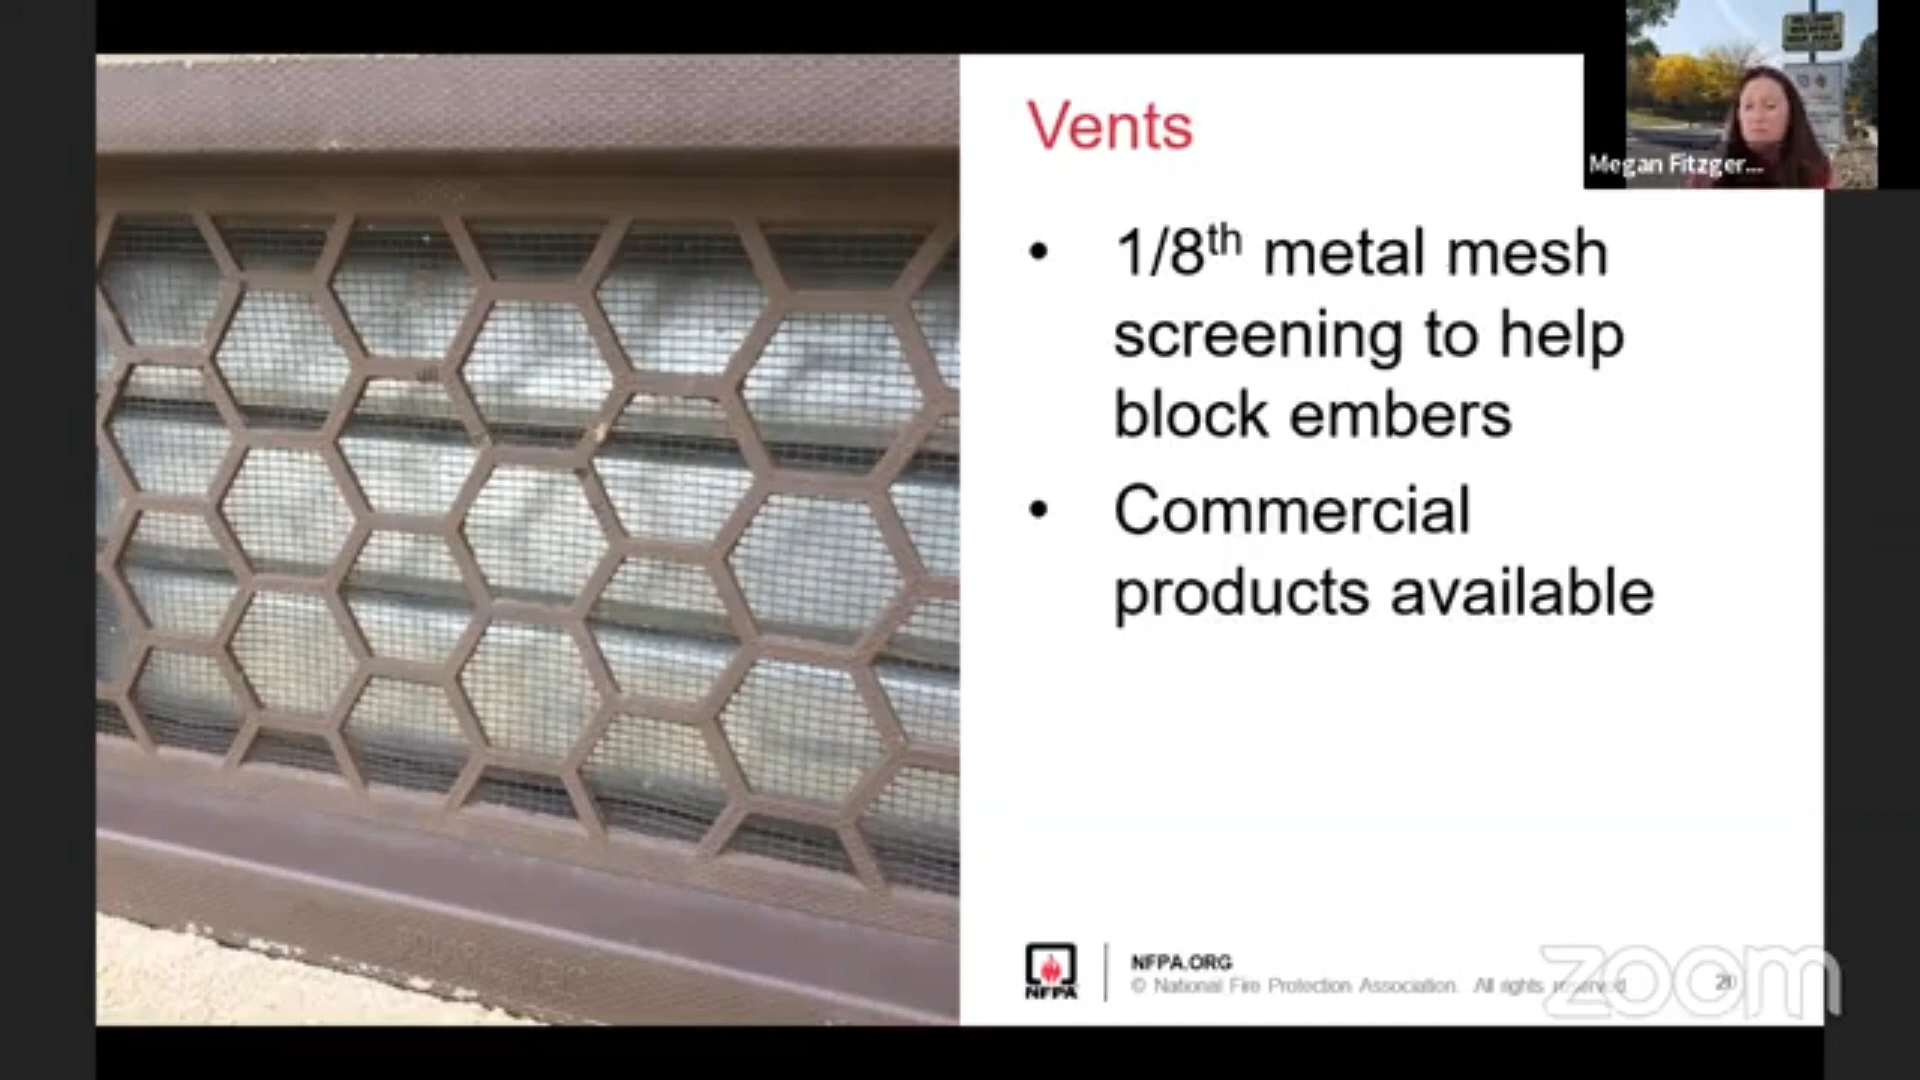 Vents
Megan Fitzger...
• 1/8th metal mesh
screening to help
block embers
• Commercial
products available
NFPA
NFPA.ORG
© National Fire Protection Association. All rights reserved
20
zoom